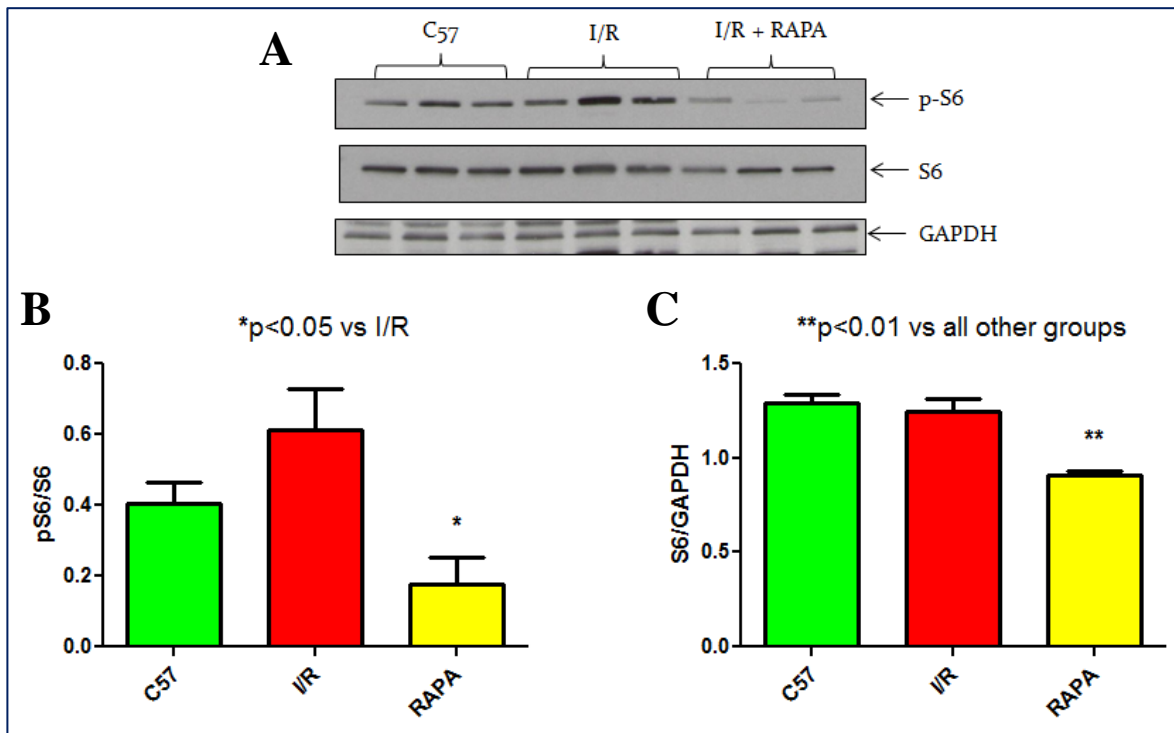 A
C57
I/R
I/R + RAPA
p-S6
S6
GAPDH
B
*p<0.05 vs I/R
0.8
0.6
0.4
0.2
0.0
pS6/S6
*
C57
I/R
RAPA
C
**p<0.01 vs all other groups
1.5
1.0
0.5
0.0
S6/GAPDH
**
C57
I/R
RAPA